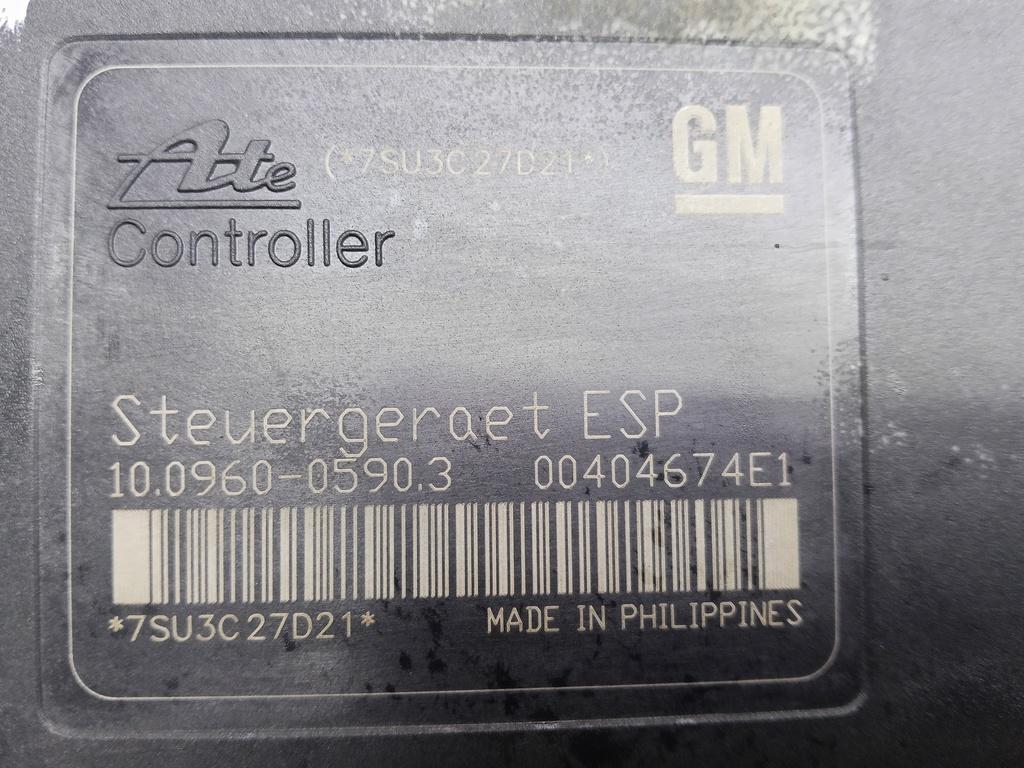 Ate (*7SU3C27D21*) GM
Controller
Steuergeraet ESP
10.0960-0590.3 00404674E1
*7SU3C27D21* MADE IN PHILIPPINES